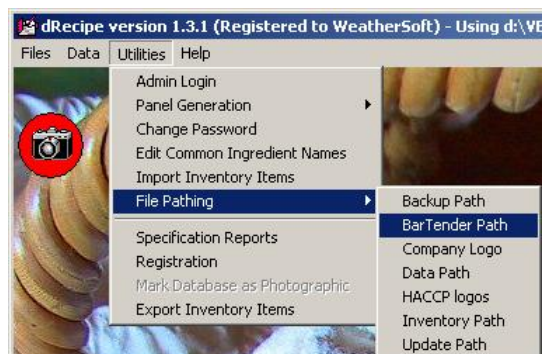 dRecipe version 1.3.1 (Registered to WeatherSoft) - Using d:\VE
Files Data Utilities Help
Admin Login
Panel Generation
Change Password
Edit Common Ingredient Names
Import Inventory Items
File Pathing
Specification Reports
Registration
Mark Database as Photographic
Export Inventory Items
Backup Path
BarTender Path
Company Logo
Data Path
HACCP logos
Inventory Path
Update Path